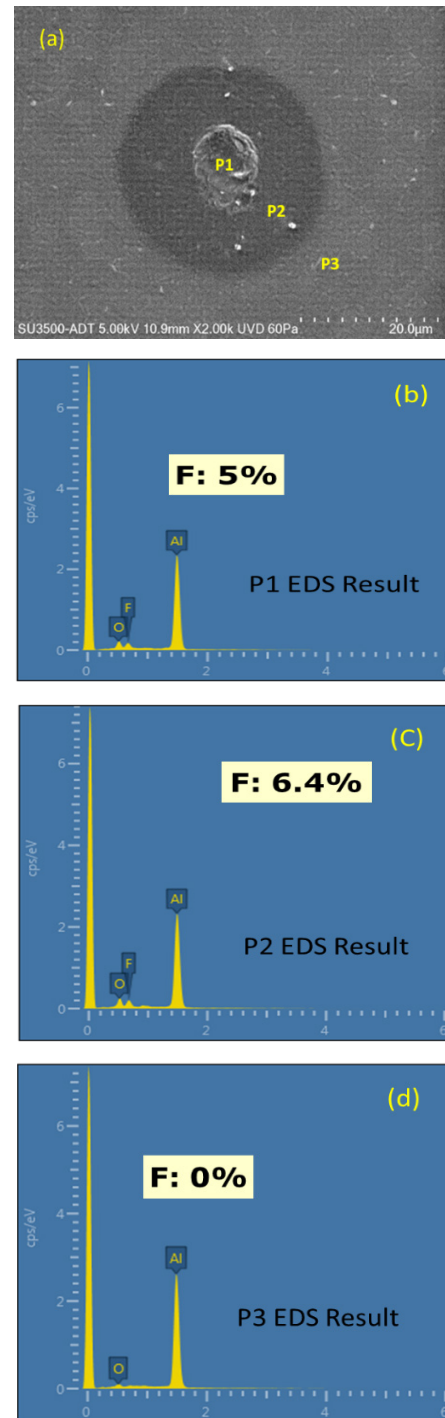 (a)
P1
P2
P3
SU3500-ADT 5.00kV 10.9mm X2.00k UVD 60Pa 20.0μm
(b)
6
F: 5%
cps/eV
4
Al
2
P1 EDS Result
F
O
0
0 2 4 6
(C)
6
F: 6.4%
cps/eV
4
Al
2
P2 EDS Result
F
O
0
0 2 4 6
(d)
6
F: 0%
cps/eV
4
Al
2
P3 EDS Result
O
0
0 2 4 6